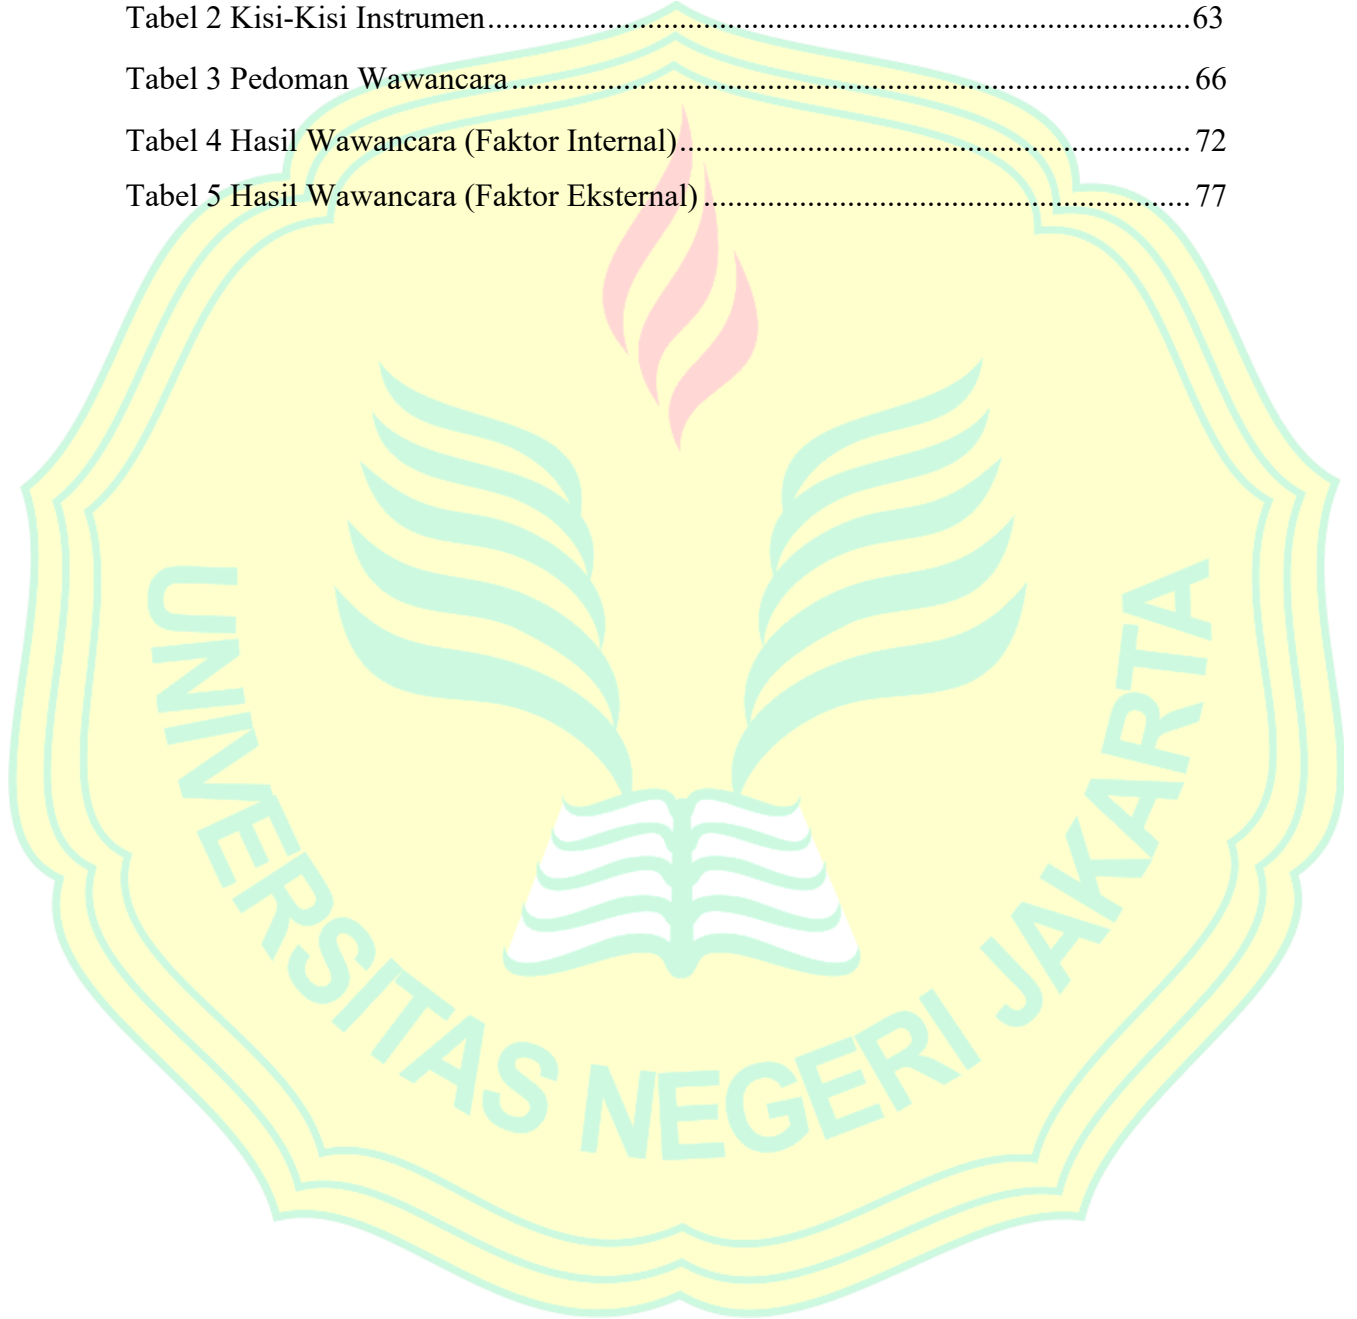 Tabel 2 Kisi-Kisi Instrumen........................................................................................63
Tabel 3 Pedoman Wawancara..................................................................................... 66
Tabel 4 Hasil Wawancara (Faktor Internal)................................................................ 72
Tabel 5 Hasil Wawancara (Faktor Eksternal)............................................................. 77
UNIVERSITAS NEGERI JAKARTA